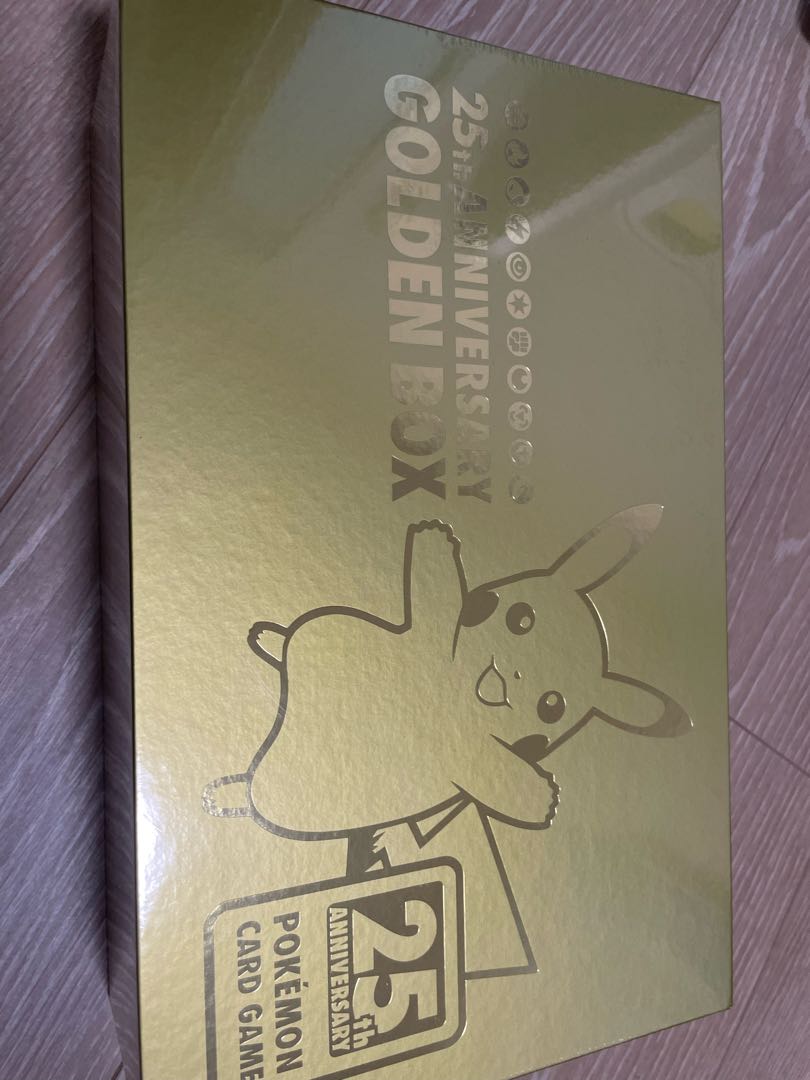 25th ANNIVERSARY
GOLDEN BOX
25th
ANNIVERSARY
POKÉMON
CARD GAME